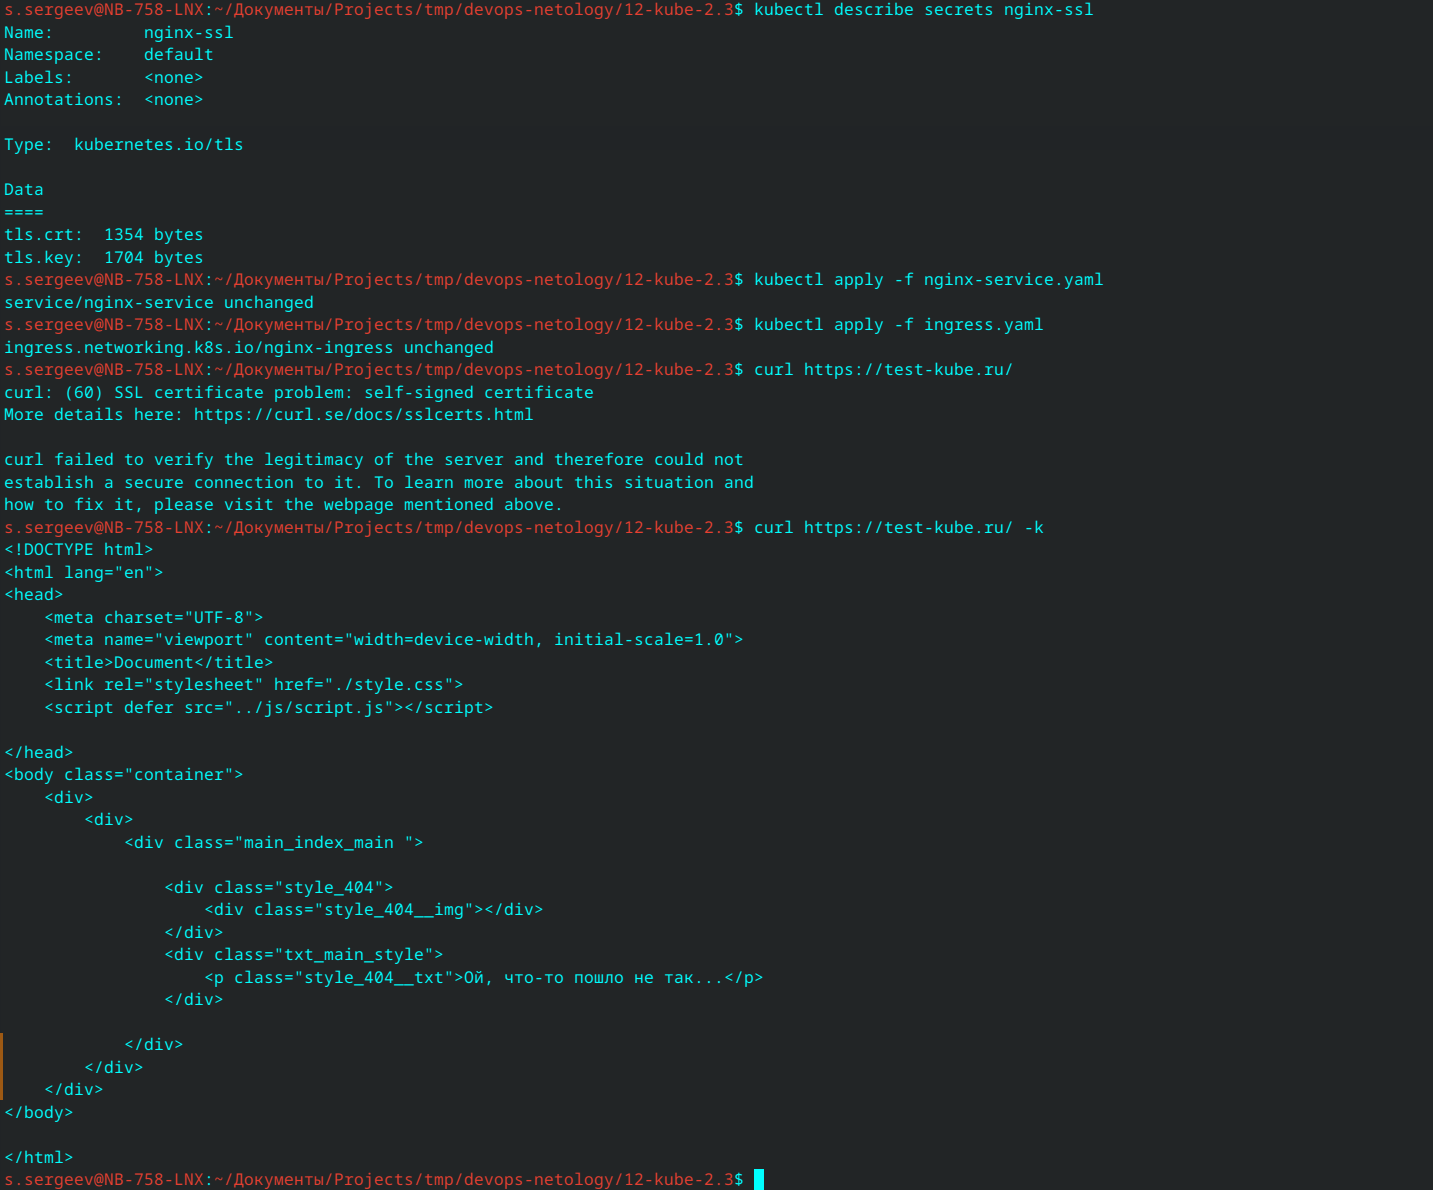 s.sergeev@NB-758-LNX:~/Документы/Projects/tmp/devops-netology/12-kube-2.3$ kubectl describe secrets nginx-ssl
Name:         nginx-ssl
Namespace:    default
Labels:       <none>
Annotations:  <none>

Type:  kubernetes.io/tls

Data
====
tls.crt:  1354 bytes
tls.key:  1704 bytes
s.sergeev@NB-758-LNX:~/Документы/Projects/tmp/devops-netology/12-kube-2.3$ kubectl apply -f nginx-service.yaml
service/nginx-service unchanged
s.sergeev@NB-758-LNX:~/Документы/Projects/tmp/devops-netology/12-kube-2.3$ kubectl apply -f ingress.yaml
ingress.networking.k8s.io/nginx-ingress unchanged
s.sergeev@NB-758-LNX:~/Документы/Projects/tmp/devops-netology/12-kube-2.3$ curl https://test-kube.ru/
curl: (60) SSL certificate problem: self-signed certificate
More details here: https://curl.se/docs/sslcerts.html

curl failed to verify the legitimacy of the server and therefore could not
establish a secure connection to it. To learn more about this situation and
how to fix it, please visit the webpage mentioned above.
s.sergeev@NB-758-LNX:~/Документы/Projects/tmp/devops-netology/12-kube-2.3$ curl https://test-kube.ru/ -k
<!DOCTYPE html>
<html lang="en">
<head>
    <meta charset="UTF-8">
    <meta name="viewport" content="width=device-width, initial-scale=1.0">
    <title>Document</title>
    <link rel="stylesheet" href="./style.css">
    <script defer src="../js/script.js"></script>

</head>
<body class="container">
    <div>
        <div>
            <div class="main_index_main ">

                <div class="style_404">
                    <div class="style_404__img"></div>
                </div>
                <div class="txt_main_style">
                    <p class="style_404__txt">Ой, что-то пошло не так...</p>
                </div>

            </div>
        </div>
    </div>
</body>

</html>
s.sergeev@NB-758-LNX:~/Документы/Projects/tmp/devops-netology/12-kube-2.3$